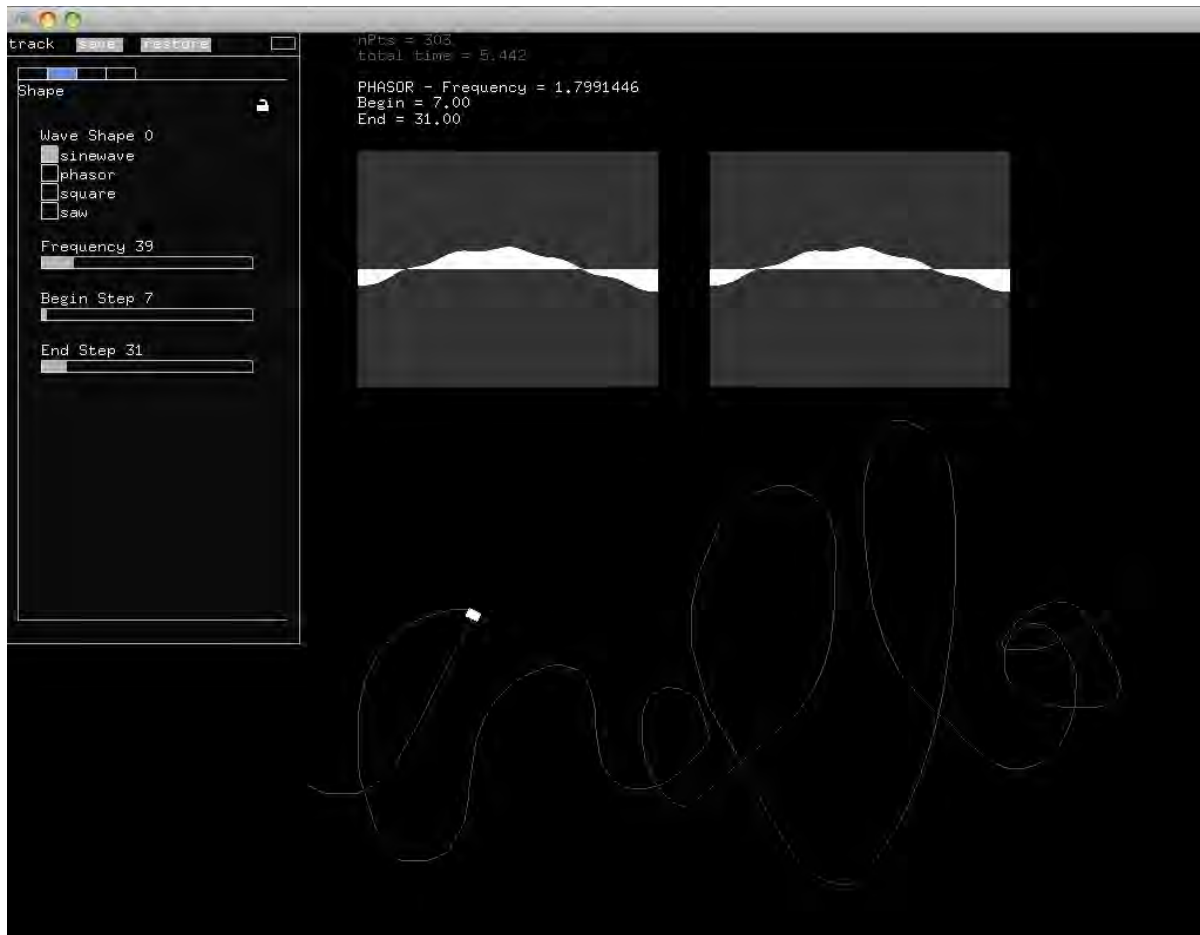 track save restore
Shape
Wave Shape 0
sinewave
phasor
square
saw
Frequency 39
Begin Step 7
End Step 31
nPts = 303
total time = 5.442
PHASOR - Frequency = 1.7991446
Begin = 7.00
End = 31.00
hello